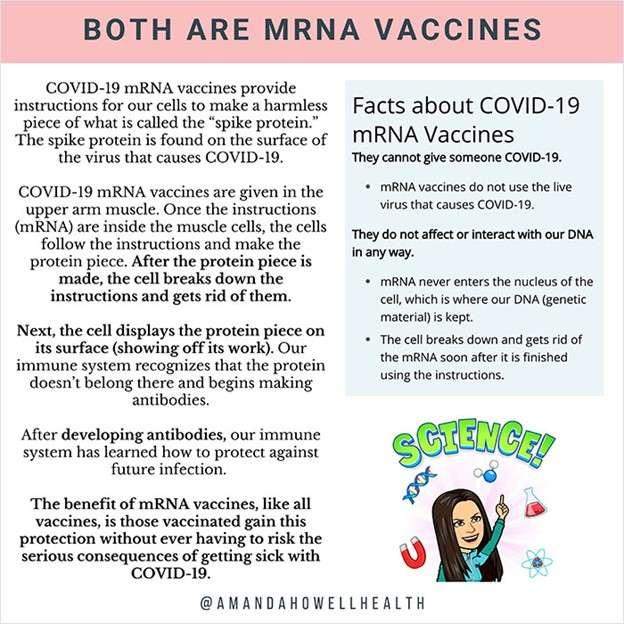 BOTH ARE MRNA VACCINES
COVID-19 mRNA vaccines provide
instructions for our cells to make a harmless
piece of what is called the “spike protein.”
The spike protein is found on the surface of
the virus that causes COVID-19.
COVID-19 mRNA vaccines are given in the
upper arm muscle. Once the instructions
(mRNA) are inside the muscle cells, the cells
follow the instructions and make the
protein piece. After the protein piece is
made, the cell breaks down the
instructions and gets rid of them.
Next, the cell displays the protein piece on
its surface (showing off its work). Our
immune system recognizes that the protein
doesn’t belong there and begins making
antibodies.
After developing antibodies, our immune
system has learned how to protect against
future infection.
The benefit of mRNA vaccines, like all
vaccines, is those vaccinated gain this
protection without ever having to risk the
serious consequences of getting sick with
COVID-19.
Facts about COVID-19
mRNA Vaccines
They cannot give someone COVID-19.
• mRNA vaccines do not use the live
virus that causes COVID-19.
They do not affect or interact with our DNA
in any way.
• mRNA never enters the nucleus of the
cell, which is where our DNA (genetic
material) is kept.
• The cell breaks down and gets rid of
the mRNA soon after it is finished
using the instructions.
SCIENCE!
@AMANDAHOWELLHEALTH